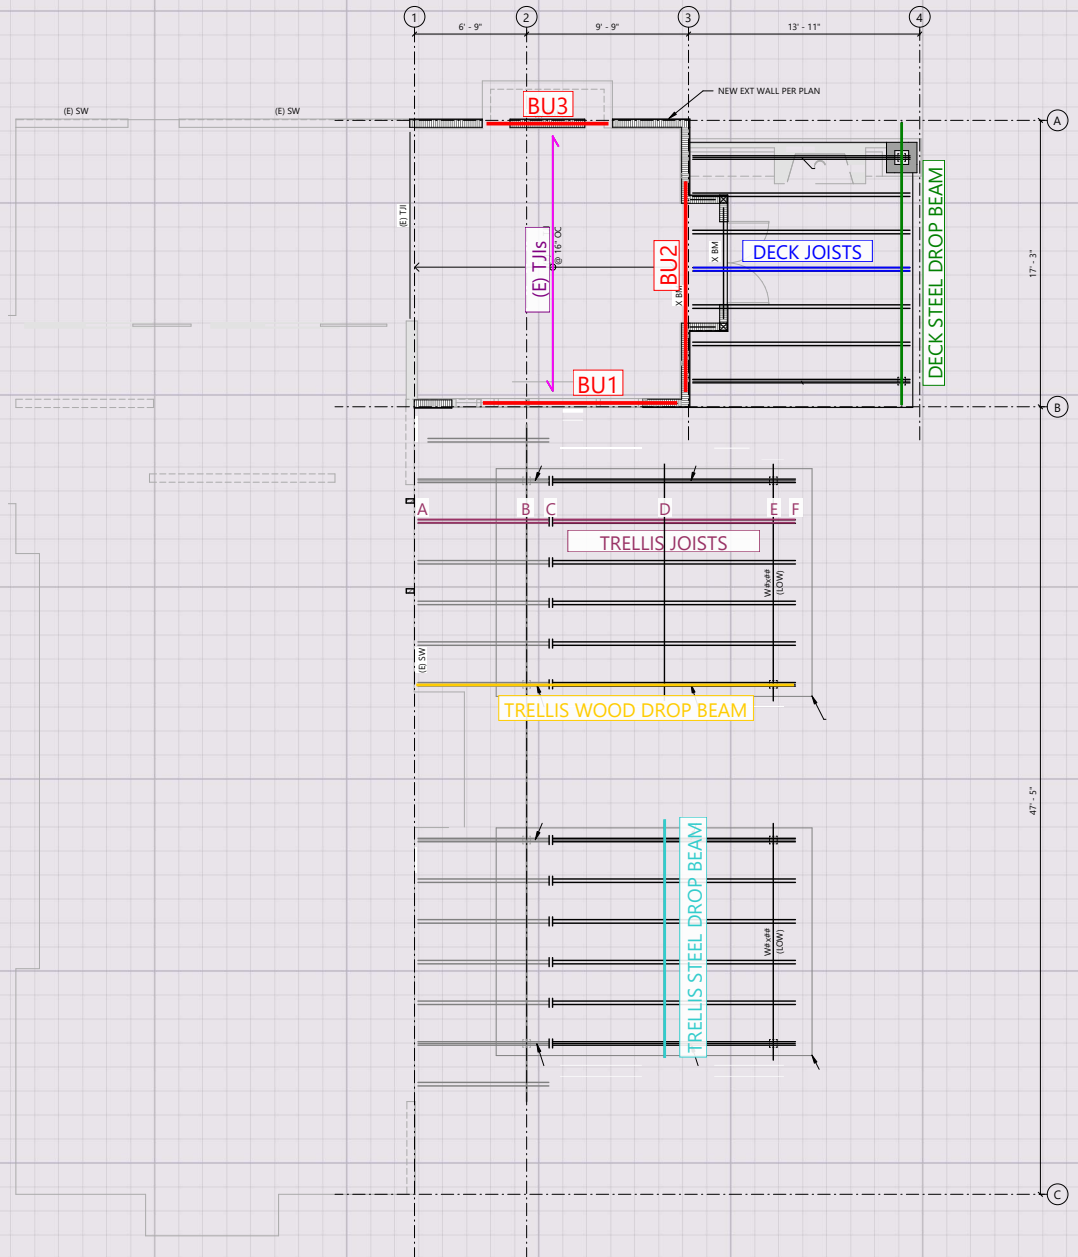 1
2
3
4
6' - 9"
9' - 9"
13' - 11"
(E) SW
(E) SW
NEW EXT WALL PER PLAN
BU3
A
(E) TJI
(E) TJIs
@ 16" OC
BU2
X BM
X BM
DECK JOISTS
DECK STEEL DROP BEAM
17' - 3"
BU1
B
A
B
C
D
E
F
TRELLIS JOISTS
W#x##
(LOW)
(E) SW
TRELLIS WOOD DROP BEAM
47' - 5"
TRELLIS STEEL DROP BEAM
W#x##
(LOW)
C